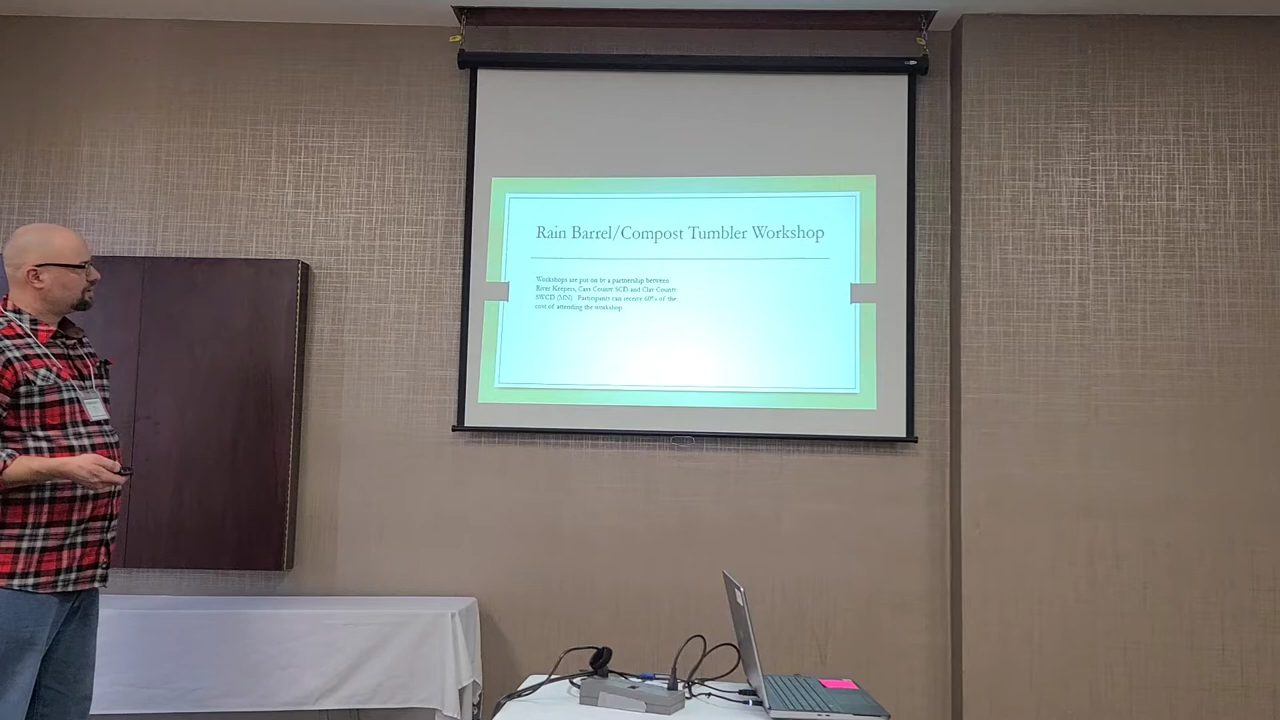 Rain Barrel/Compost Tumbler Workshop
Workshops are put on by a partnership between
River Keepers, Cass County SCD and Clay County
SWCD (MN). Participants can receive 60% of the
cost of attending the workshop